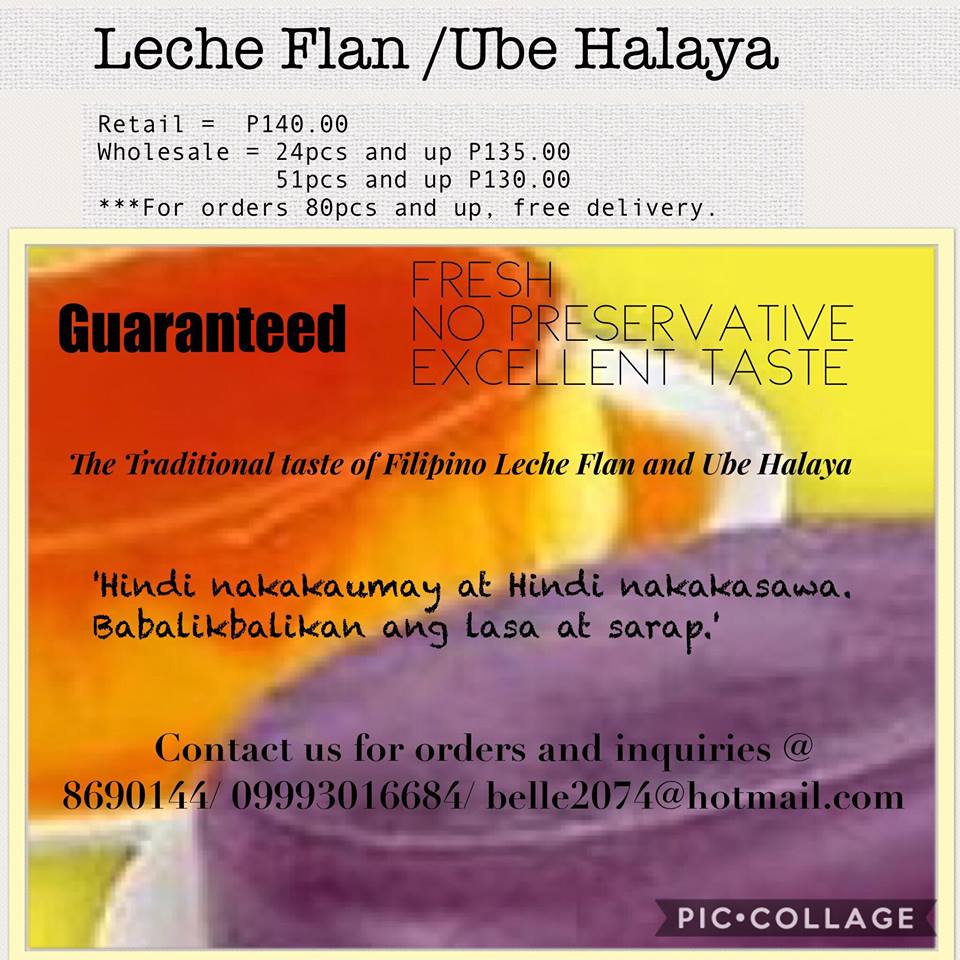 Leche Flan /Ube Halaya
Retail = P140.00
Wholesale = 24pcs and up P135.00
51pcs and up P130.00
***For orders 80pcs and up, free delivery.
Guaranteed
FRESH
NO PRESERVATIVE
EXCELLENT TASTE
The Traditional taste of Filipino Leche Flan and Ube Halaya
'Hindi nakakaumay at Hindi nakakasawa.
Babalikbalikan ang lasa at sarap.'
Contact us for orders and inquiries @
8690144/ 09993016684/ belle2074@hotmail.com
PIC•COLLAGE